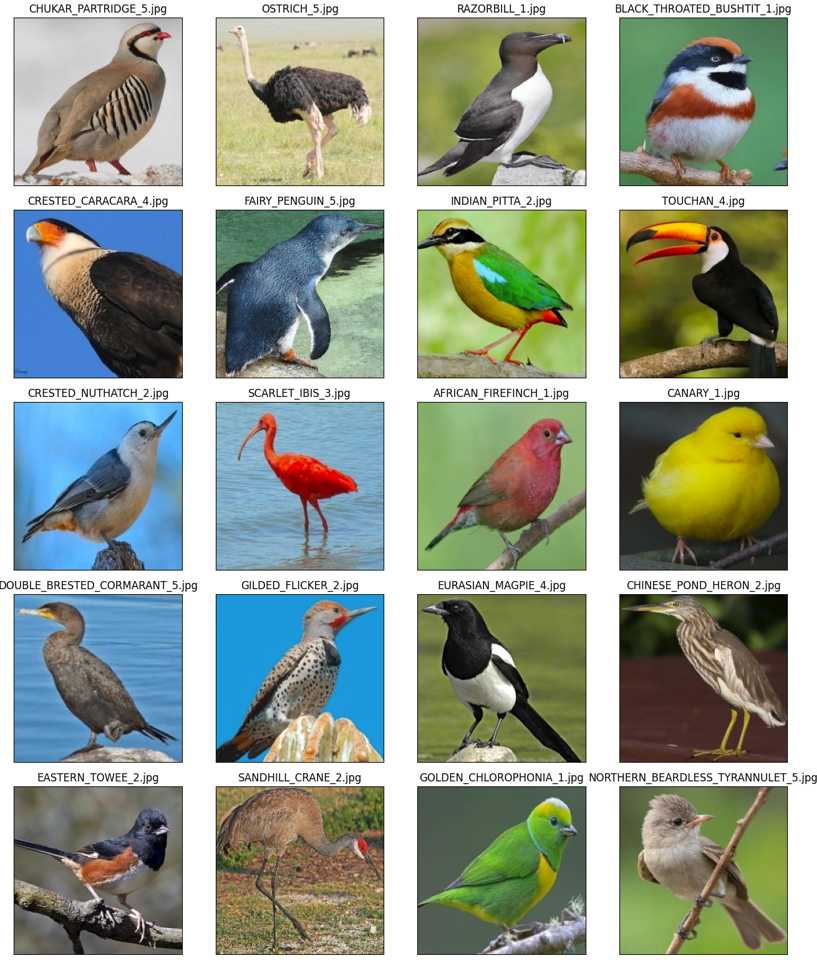 CHUKAR_PARTRIDGE_5.jpg
OSTRICH_5.jpg
RAZORBILL_1.jpg
BLACK_THROATED_BUSHTIT_1.jpg
CRESTED_CARACARA_4.jpg
FAIRY_PENGUIN_5.jpg
INDIAN_PITTA_2.jpg
TOUCHAN_4.jpg
CRESTED_NUTHATCH_2.jpg
SCARLET_IBIS_3.jpg
AFRICAN_FIREFINCH_1.jpg
CANARY_1.jpg
DOUBLE_BRESTED_CORMARANT_5.jpg
GILDED_FLICKER_2.jpg
EURASIAN_MAGPIE_4.jpg
CHINESE_POND_HERON_2.jpg
EASTERN_TOWEE_2.jpg
SANDHILL_CRANE_2.jpg
GOLDEN_CHLOROPHONIA_1.jpg
NORTHERN_BEARDLESS_TYRANNULET_5.jpg